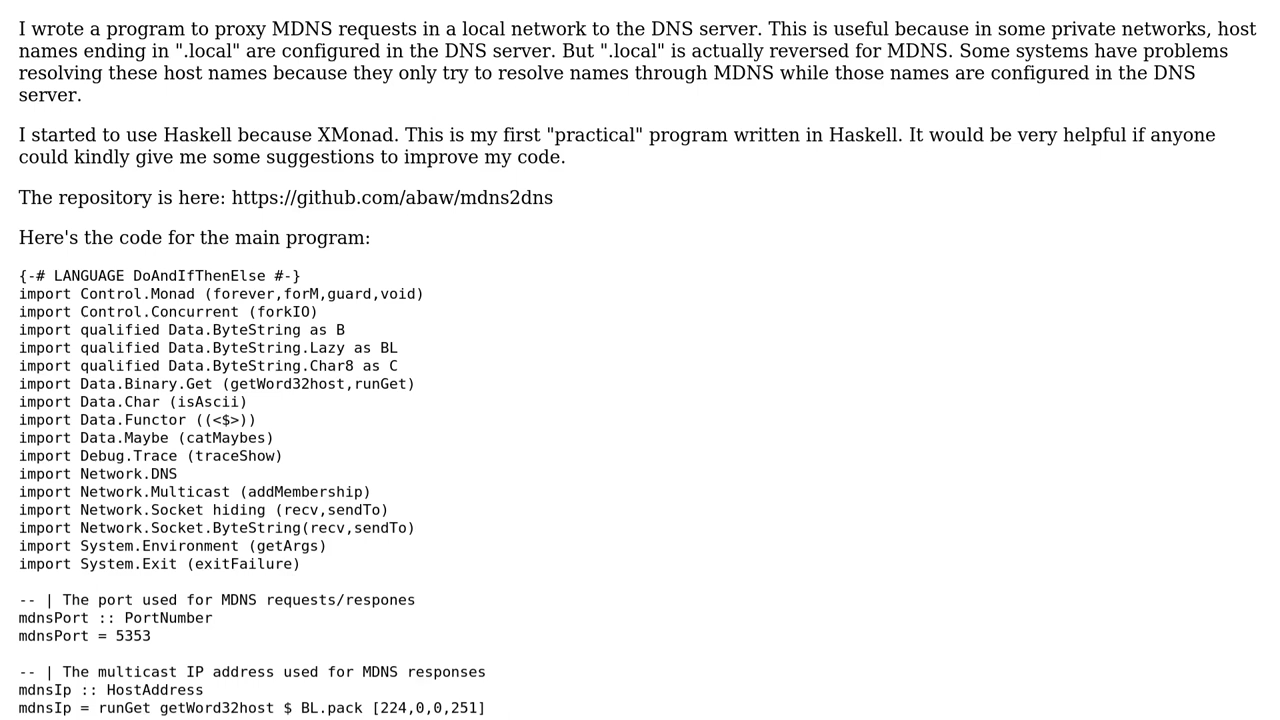 I wrote a program to proxy MDNS requests in a local network to the DNS server. This is useful because in some private networks, host
names ending in ".local" are configured in the DNS server. But ".local" is actually reversed for MDNS. Some systems have problems
resolving these host names because they only try to resolve names through MDNS while those names are configured in the DNS
server.
I started to use Haskell because XMonad. This is my first "practical" program written in Haskell. It would be very helpful if anyone
could kindly give me some suggestions to improve my code.
The repository is here: https://github.com/abaw/mdns2dns
Here's the code for the main program:
{-# LANGUAGE DoAndIfThenElse #-}
import Control.Monad (forever,forM,guard,void)
import Control.Concurrent (forkIO)
import qualified Data.ByteString as B
import qualified Data.ByteString.Lazy as BL
import qualified Data.ByteString.Char8 as C
import Data.Binary.Get (getWord32host,runGet)
import Data.Char (isAscii)
import Data.Functor ((<$>))
import Data.Maybe (catMaybes)
import Debug.Trace (traceShow)
import Network.DNS
import Network.Multicast (addMembership)
import Network.Socket hiding (recv,sendTo)
import Network.Socket.ByteString(recv,sendTo)
import System.Environment (getArgs)
import System.Exit (exitFailure)
-- | The port used for MDNS requests/respones
mdnsPort :: PortNumber
mdnsPort = 5353
-- | The multicast IP address used for MDNS responses
mdnsIp :: HostAddress
mdnsIp = runGet getWord32host $ BL.pack [224,0,0,251]